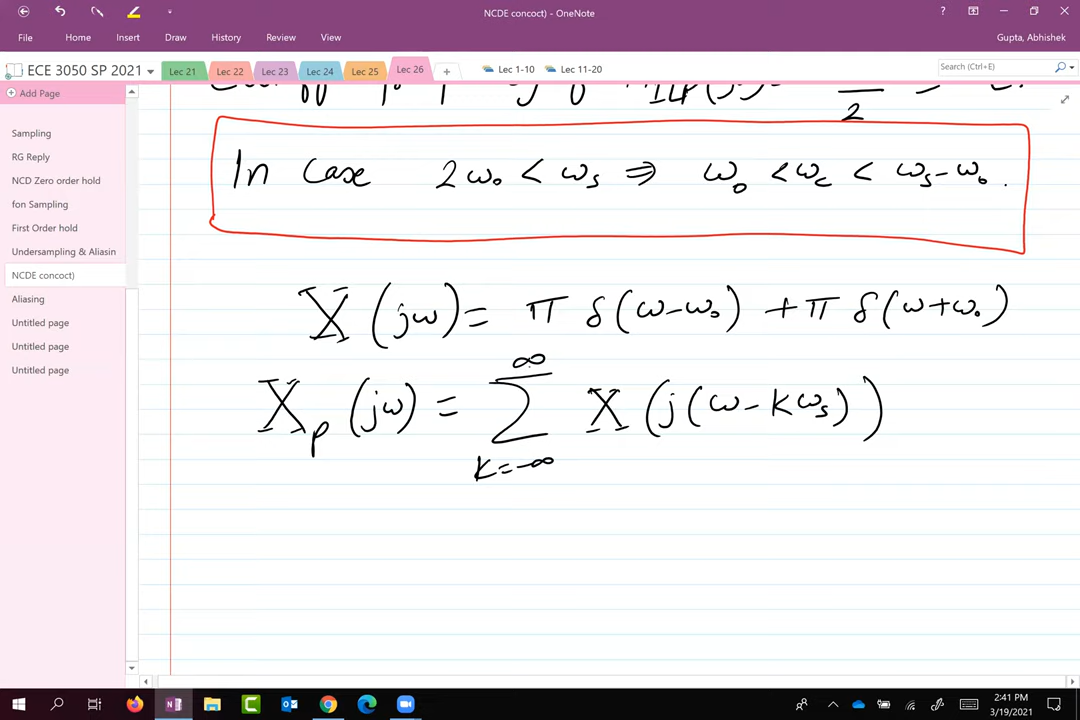 NCDE concoct) - OneNote
Gupta, Abhishek
File Home Insert Draw History Review View
ECE 3050 SP 2021 Lec 21 Lec 22 Lec 23 Lec 24 Lec 25 Lec 26 Lec 1-10 Lec 11-20
Search (Ctrl+E)
Add Page
Sampling
RG Reply
NCD Zero order hold
fon Sampling
First Order hold
Undersampling & Aliasin
NCDE concoct)
Aliasing
Untitled page
Untitled page
Untitled page
2
In Case 2ω₀ < ωₛ ⇒ ω₀ < ω_c < ωₛ-ω₀.
X(jω) = π δ(ω-ω₀) + π δ(ω+ω₀)
X_p(jω) = ∑_{k=-∞}^{∞} X(j(ω-kωₛ))
2:41 PM
3/19/2021